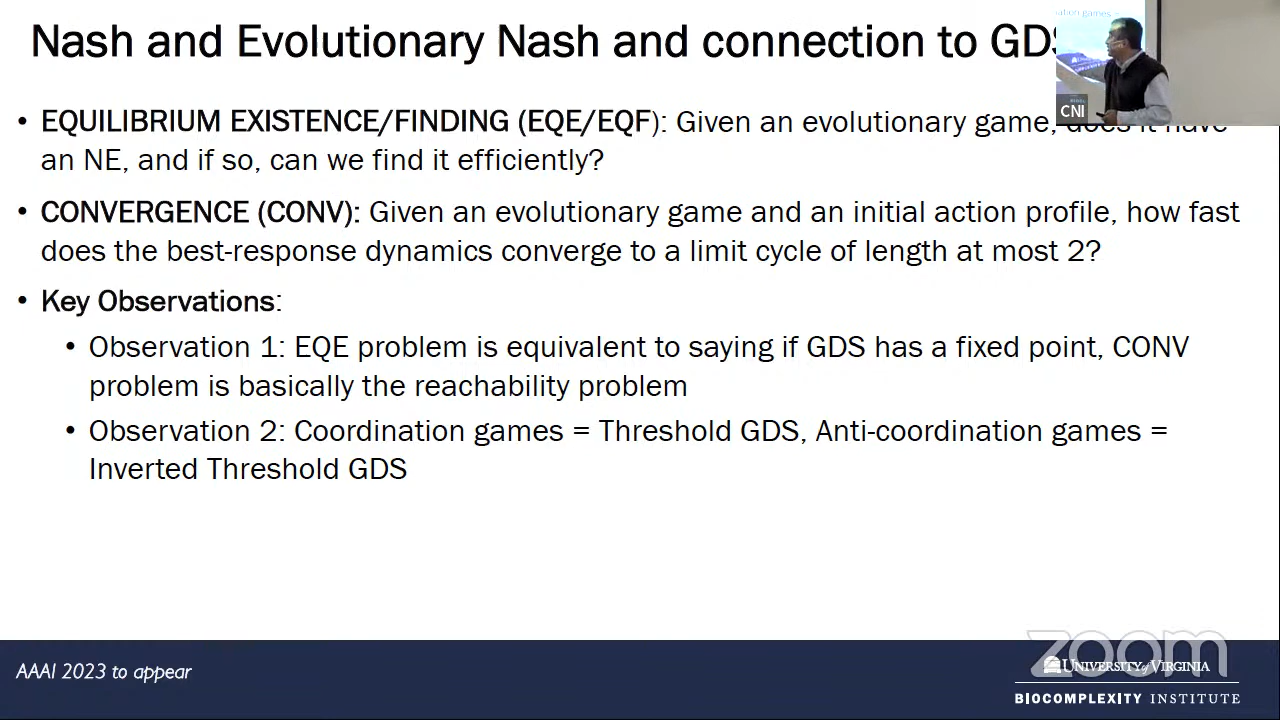 Nash and Evolutionary Nash and connection to GDS
• EQUILIBRIUM EXISTENCE/FINDING (EQE/EQF): Given an evolutionary game, does it have
an NE, and if so, can we find it efficiently?
• CONVERGENCE (CONV): Given an evolutionary game and an initial action profile, how fast
does the best-response dynamics converge to a limit cycle of length at most 2?
• Key Observations:
• Observation 1: EQE problem is equivalent to saying if GDS has a fixed point, CONV
problem is basically the reachability problem
• Observation 2: Coordination games = Threshold GDS, Anti-coordination games =
Inverted Threshold GDS
CNI
zoom
AAAI 2023 to appear
UNIVERSITY of VIRGINIA
BIOCOMPLEXITY INSTITUTE